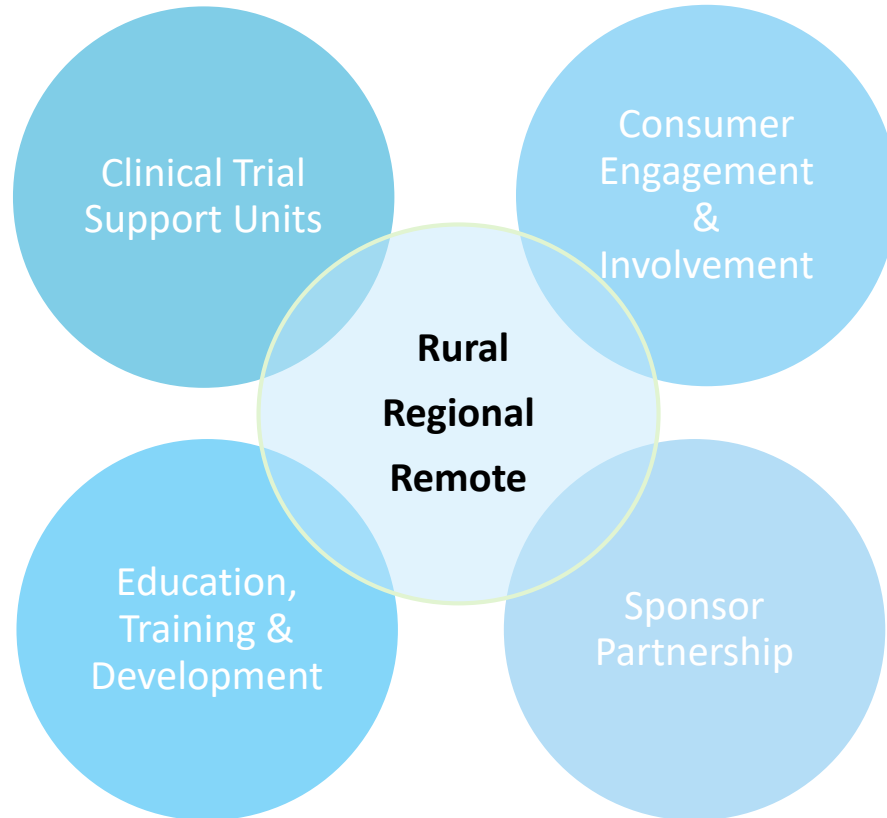 Clinical Trial
Support Units
Consumer
Engagement
&
Involvement
Rural
Regional
Remote
Education,
Training &
Development
Sponsor
Partnership